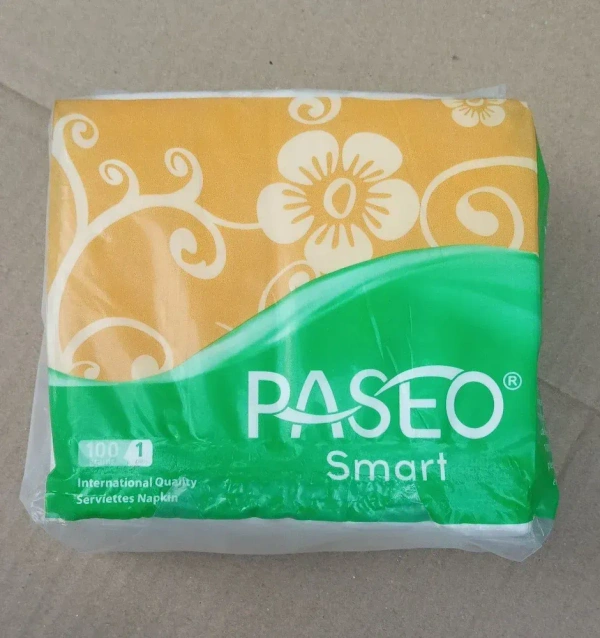 PASEO®
Smart
100 1
International Quality
Serviettes Napkin